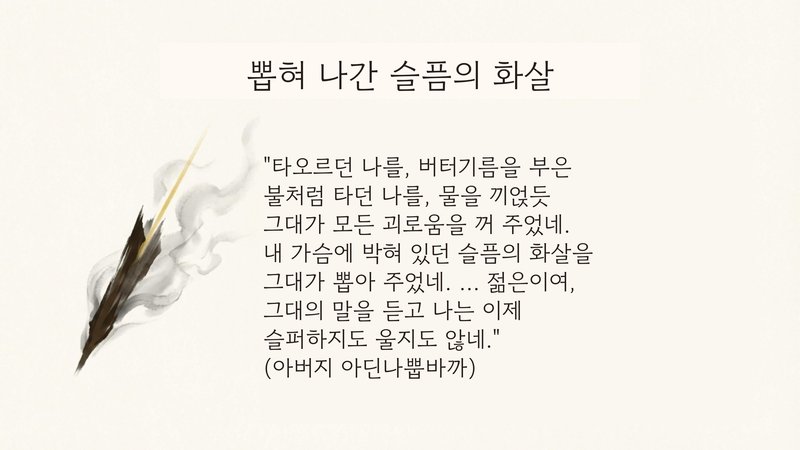 뽑혀 나간 슬픔의 화살
"타오르던 나를, 버터기름을 부은
불처럼 타던 나를, 물을 끼얹듯
그대가 모든 괴로움을 꺼 주었네.
내 가슴에 박혀 있던 슬픔의 화살을
그대가 뽑아 주었네. ... 젊은이여,
그대의 말을 듣고 나는 이제
슬퍼하지도 울지도 않네."
(아버지 아딘나뿝바까)